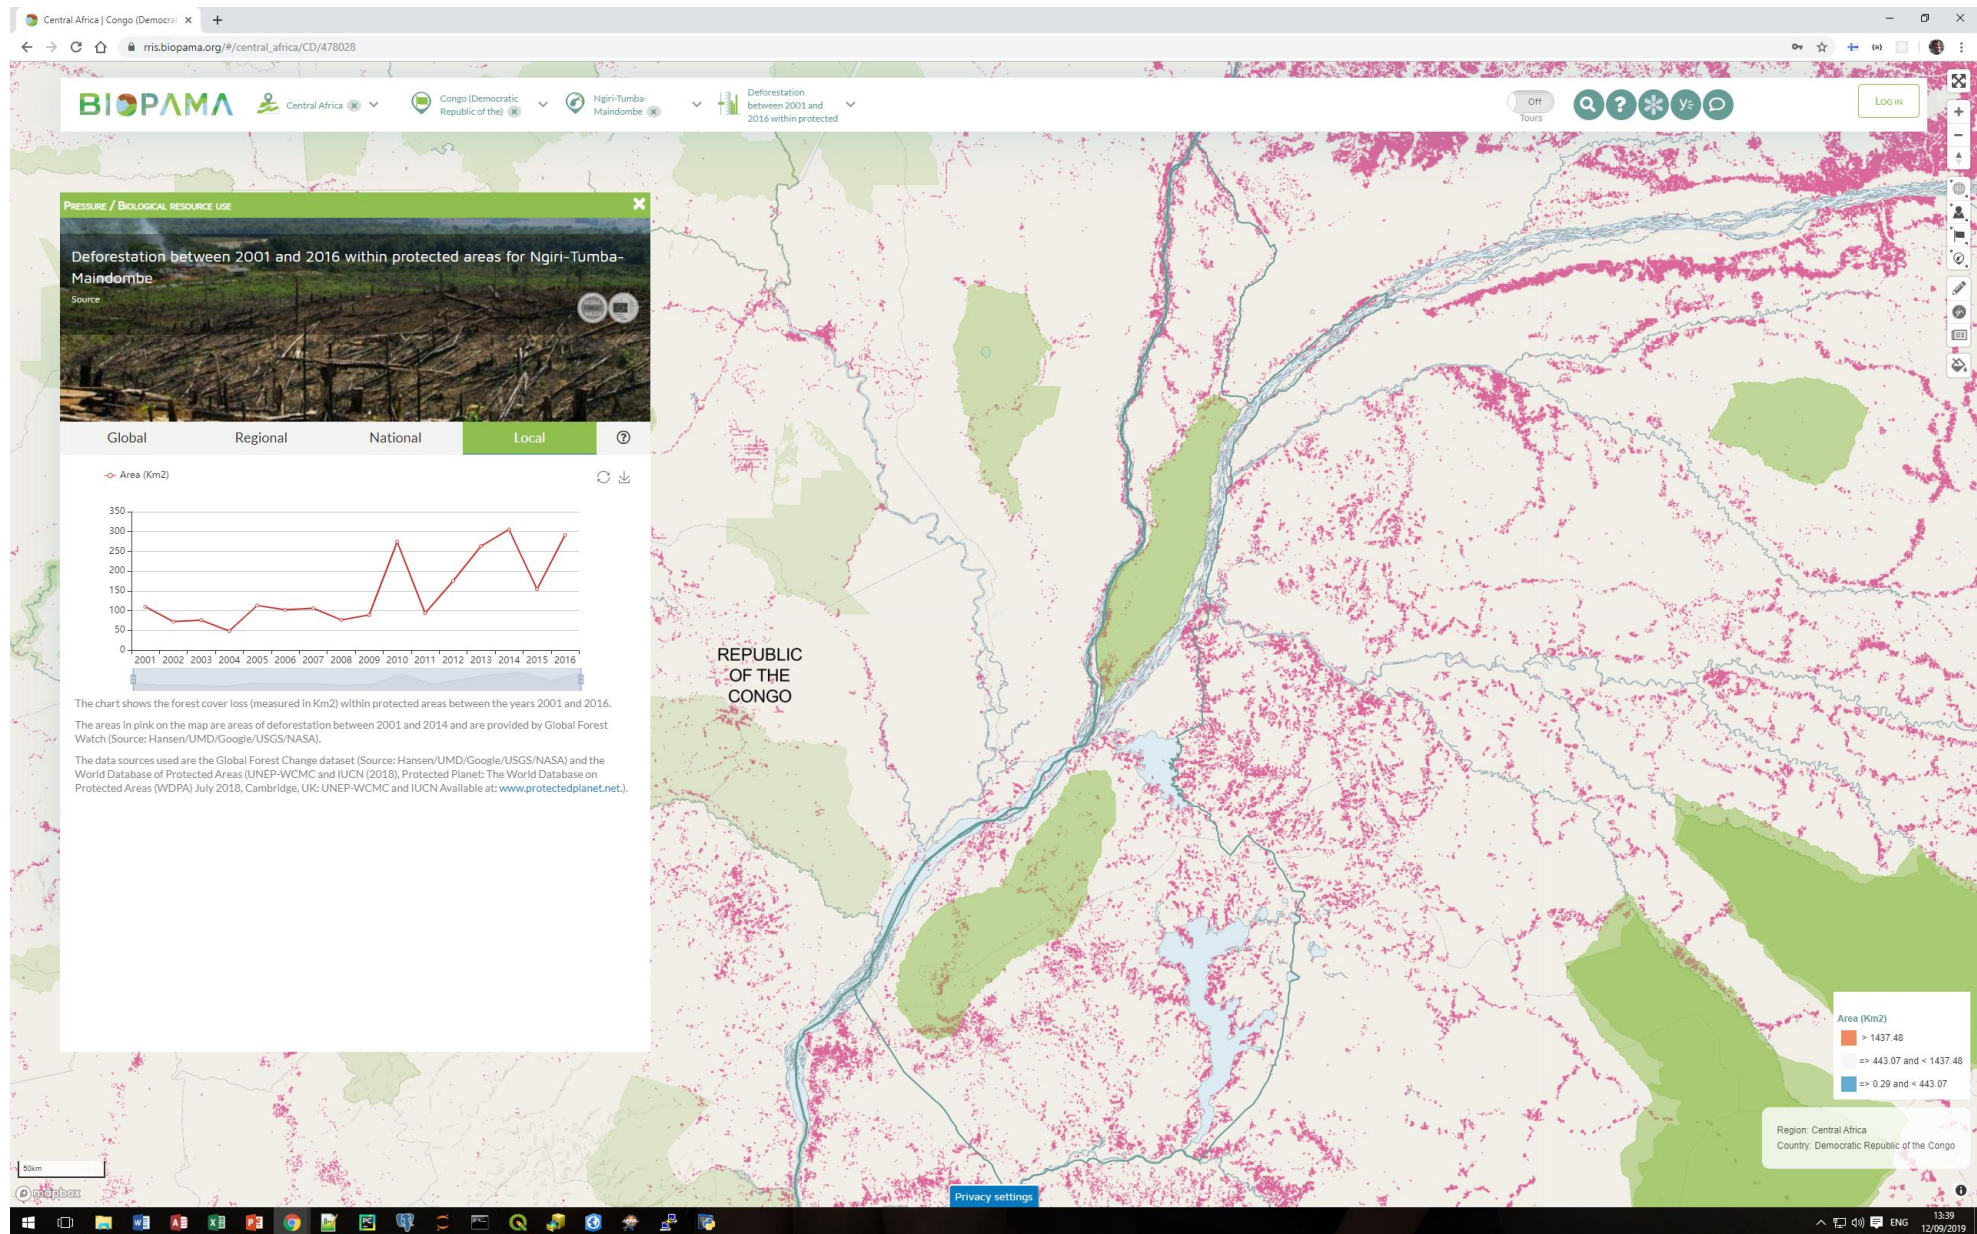 Central Africa | Congo (Democrat
rris.biopama.org/#/central_africa/CD/478028
BIOPAMA
Central Africa
Congo (Democratic
Republic of the)
Ngiri-Tumba-
Maindombe
Deforestation
between 2001 and
2016 within protected
Off
Tours
LOG IN
PRESSURE / BIOLOGICAL RESOURCE USE
Deforestation between 2001 and 2016 within protected areas for Ngiri-Tumba-
Maindombe
Source
Global
Regional
National
Local
Area (Km2)
350
300
250
200
150
100
50
0
2001 2002 2003 2004 2005 2006 2007 2008 2009 2010 2011 2012 2013 2014 2015 2016
The chart shows the forest cover loss (measured in Km2) within protected areas between the years 2001 and 2016.
The areas in pink on the map are areas of deforestation between 2001 and 2014 and are provided by Global Forest
Watch (Source: Hansen/UMD/Google/USGS/NASA).
The data sources used are the Global Forest Change dataset (Source: Hansen/UMD/Google/USGS/NASA) and the
World Database of Protected Areas (UNEP-WCMC and IUCN (2018), Protected Planet: The World Database on
Protected Areas (WDPA) July 2018, Cambridge, UK: UNEP-WCMC and IUCN Available at: www.protectedplanet.net.).
REPUBLIC
OF THE
CONGO
Area (Km2)
> 1437.48
=> 443.07 and < 1437.48
=> 0.29 and < 443.07
Region: Central Africa
Country: Democratic Republic of the Congo
50km
mapbox
Privacy settings
ENG
13:39
12/09/2019